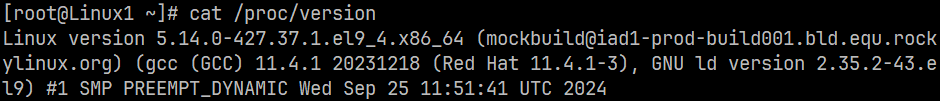 [root@Linux1 ~]# cat /proc/version
Linux version 5.14.0-427.37.1.el9_4.x86_64 (mockbuild@iad1-prod-build001.bld.equ.rock
ylinux.org) (gcc (GCC) 11.4.1 20231218 (Red Hat 11.4.1-3), GNU ld version 2.35.2-43.e
l9) #1 SMP PREEMPT_DYNAMIC Wed Sep 25 11:51:41 UTC 2024